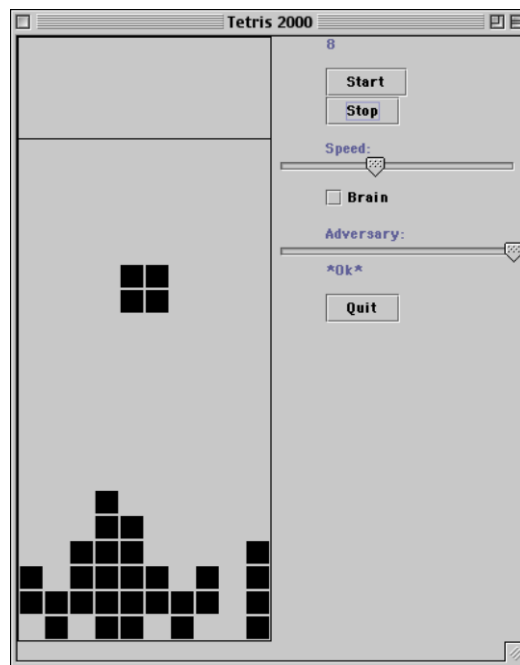 Tetris 2000
8
Start
Stop
Speed:
Brain
Adversary:
*Ok*
Quit